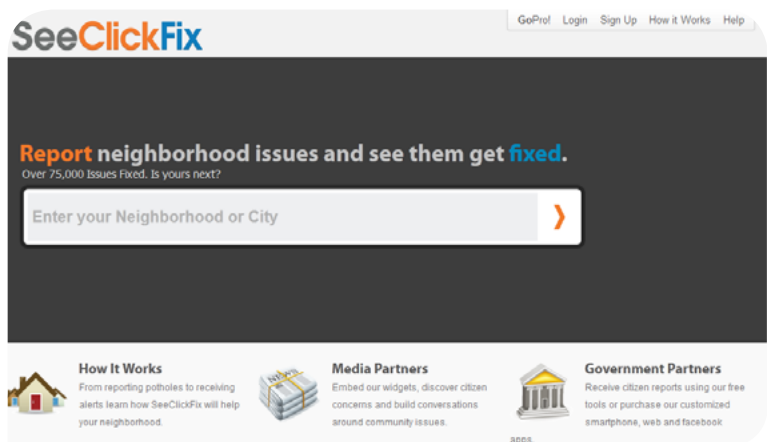 SeeClickFix
GoPro! Login Sign Up How it Works Help
Report neighborhood issues and see them get fixed.
Over 75,000 Issues Fixed. Is yours next?
Enter your Neighborhood or City
How It Works
From reporting potholes to receiving
alerts learn how SeeClickFix will help
your neighborhood.
NEWS
Media Partners
Embed our widgets, discover citizen
concerns and build conversations
around community issues.
Government Partners
Receive citizen reports using our free
tools or purchase our customized
smartphone, web and facebook
apps.